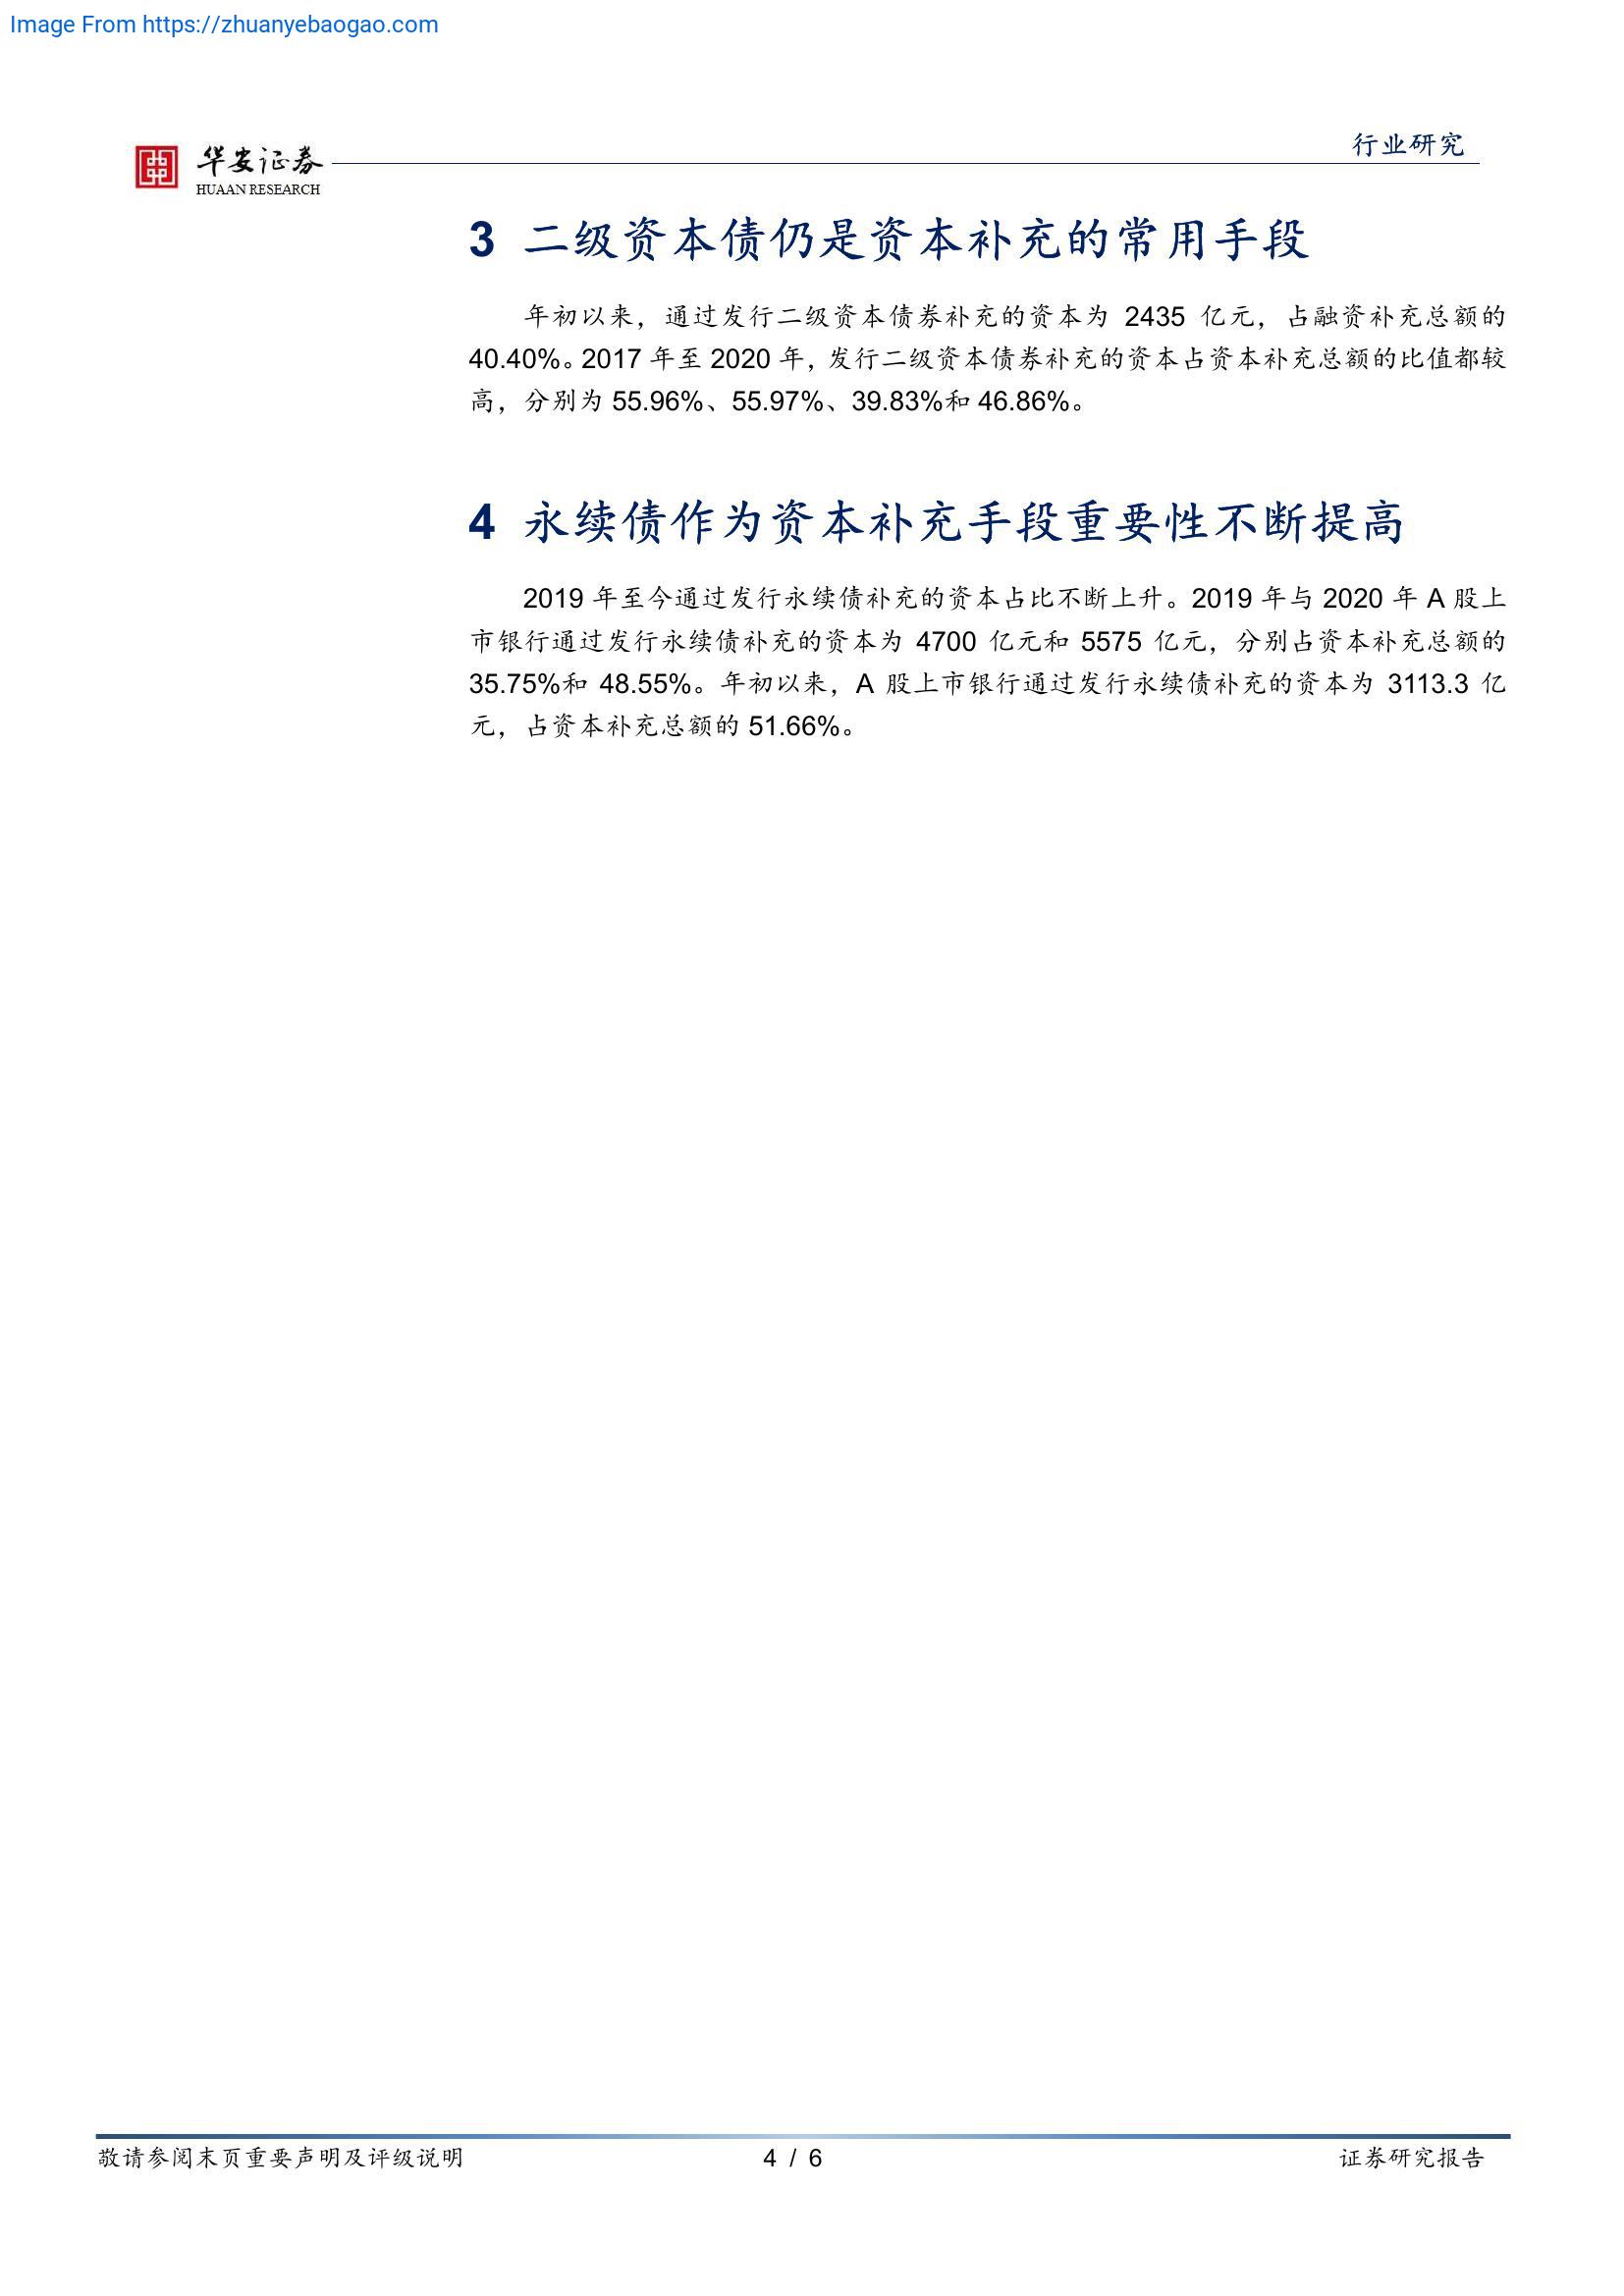 Image From https://zhuanyebaogao.com
华安证券
HUAAN RESEARCH
行业研究
3 二级资本债仍是资本补充的常用手段
年初以来，通过发行二级资本债券补充的资本为 2435 亿元，占融资补充总额的
40.40%。2017 年至 2020 年，发行二级资本债券补充的资本占资本补充总额的比值都较
高，分别为 55.96%、55.97%、39.83%和 46.86%。
4 永续债作为资本补充手段重要性不断提高
2019 年至今通过发行永续债补充的资本占比不断上升。2019 年与 2020 年 A 股上
市银行通过发行永续债补充的资本为 4700 亿元和 5575 亿元，分别占资本补充总额的
35.75%和 48.55%。年初以来，A 股上市银行通过发行永续债补充的资本为 3113.3 亿
元，占资本补充总额的 51.66%。
敬请参阅末页重要声明及评级说明
4 / 6
证券研究报告